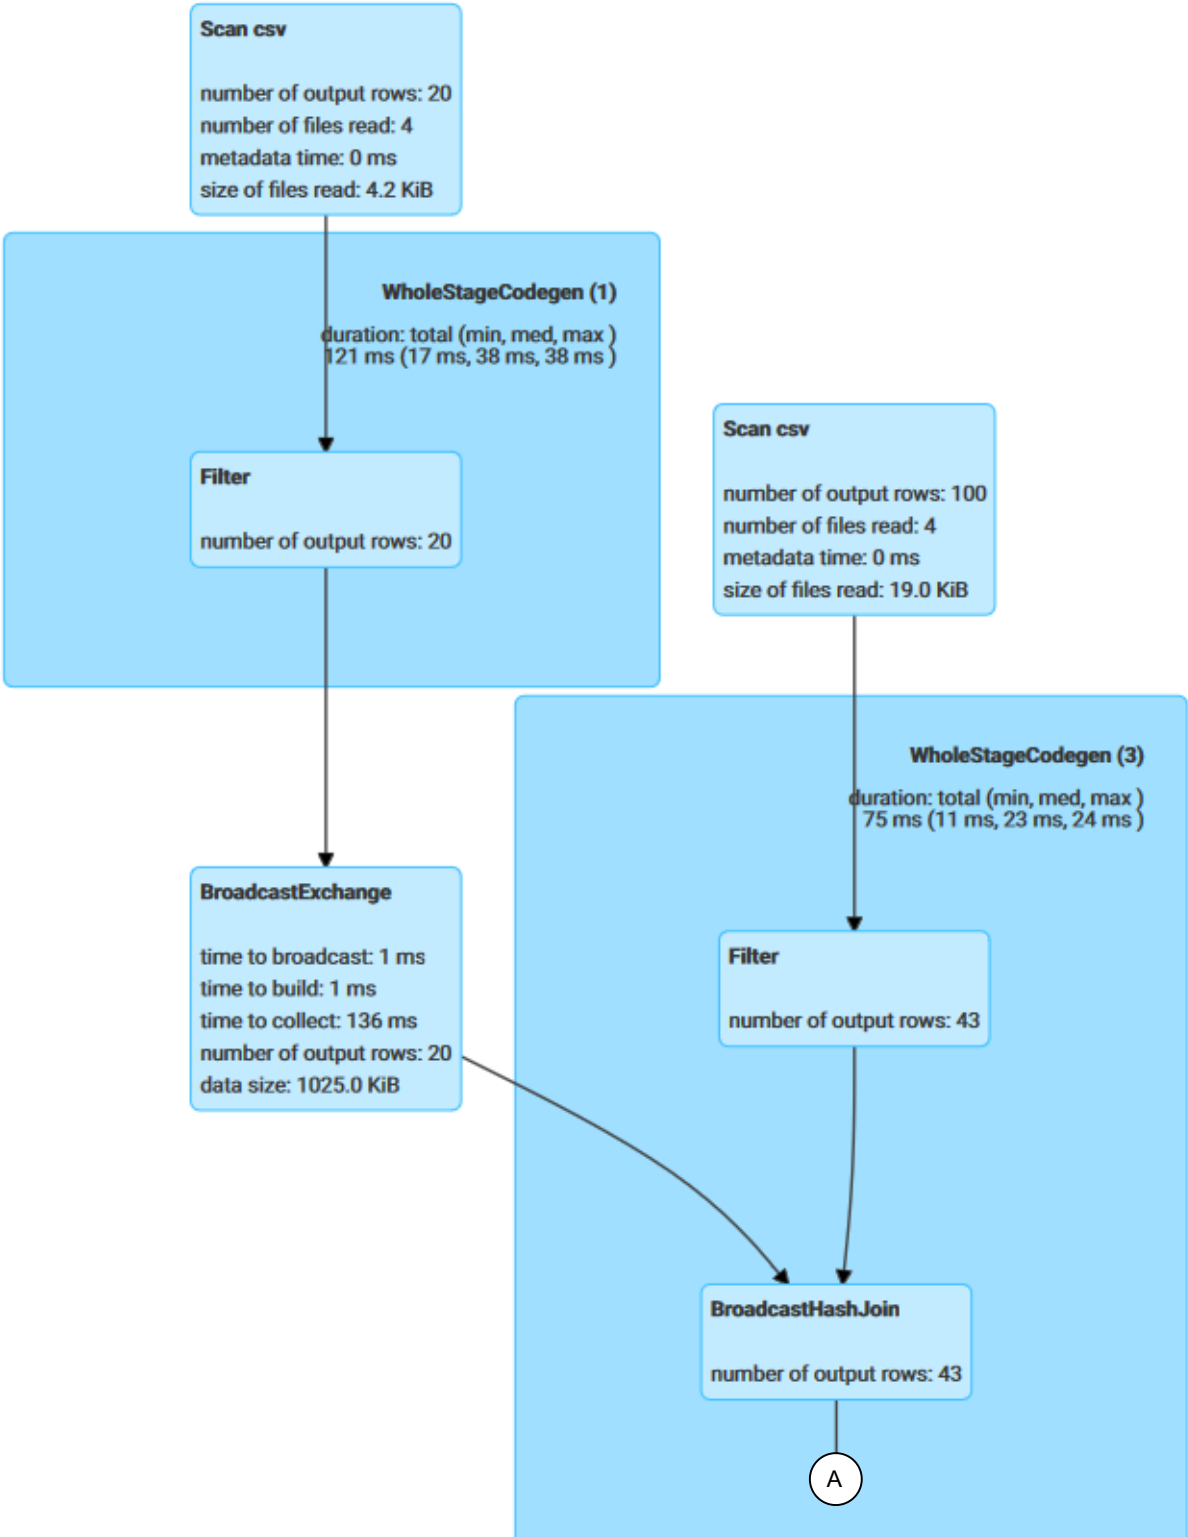 Scan csv
number of output rows: 20
number of files read: 4
metadata time: 0 ms
size of files read: 4.2 KiB
WholeStageCodegen (1)
duration: total (min, med, max )
121 ms (17 ms, 38 ms, 38 ms )
Filter
number of output rows: 20
Scan csv
number of output rows: 100
number of files read: 4
metadata time: 0 ms
size of files read: 19.0 KiB
WholeStageCodegen (3)
duration: total (min, med, max )
75 ms (11 ms, 23 ms, 24 ms )
BroadcastExchange
time to broadcast: 1 ms
time to build: 1 ms
time to collect: 136 ms
number of output rows: 20
data size: 1025.0 KiB
Filter
number of output rows: 43
BroadcastHashJoin
number of output rows: 43
A